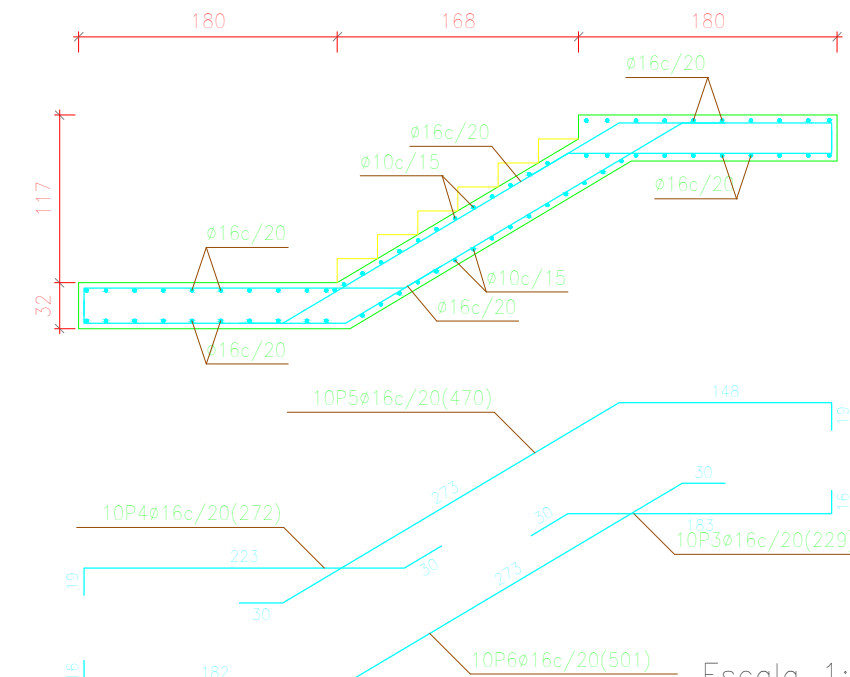 180 168 180
ø16c/20
ø16c/20
ø10c/15
ø16c/20
117
ø16c/20
ø10c/15
32
ø16c/20
ø16c/20
10P5ø16c/20(470)
148
19
30
273
16
10P4ø16c/20(272)
30
183
10P3ø16c/20(229
223
30
273
19
30
10P6ø16c/20(501)
16
182
Escala 1: